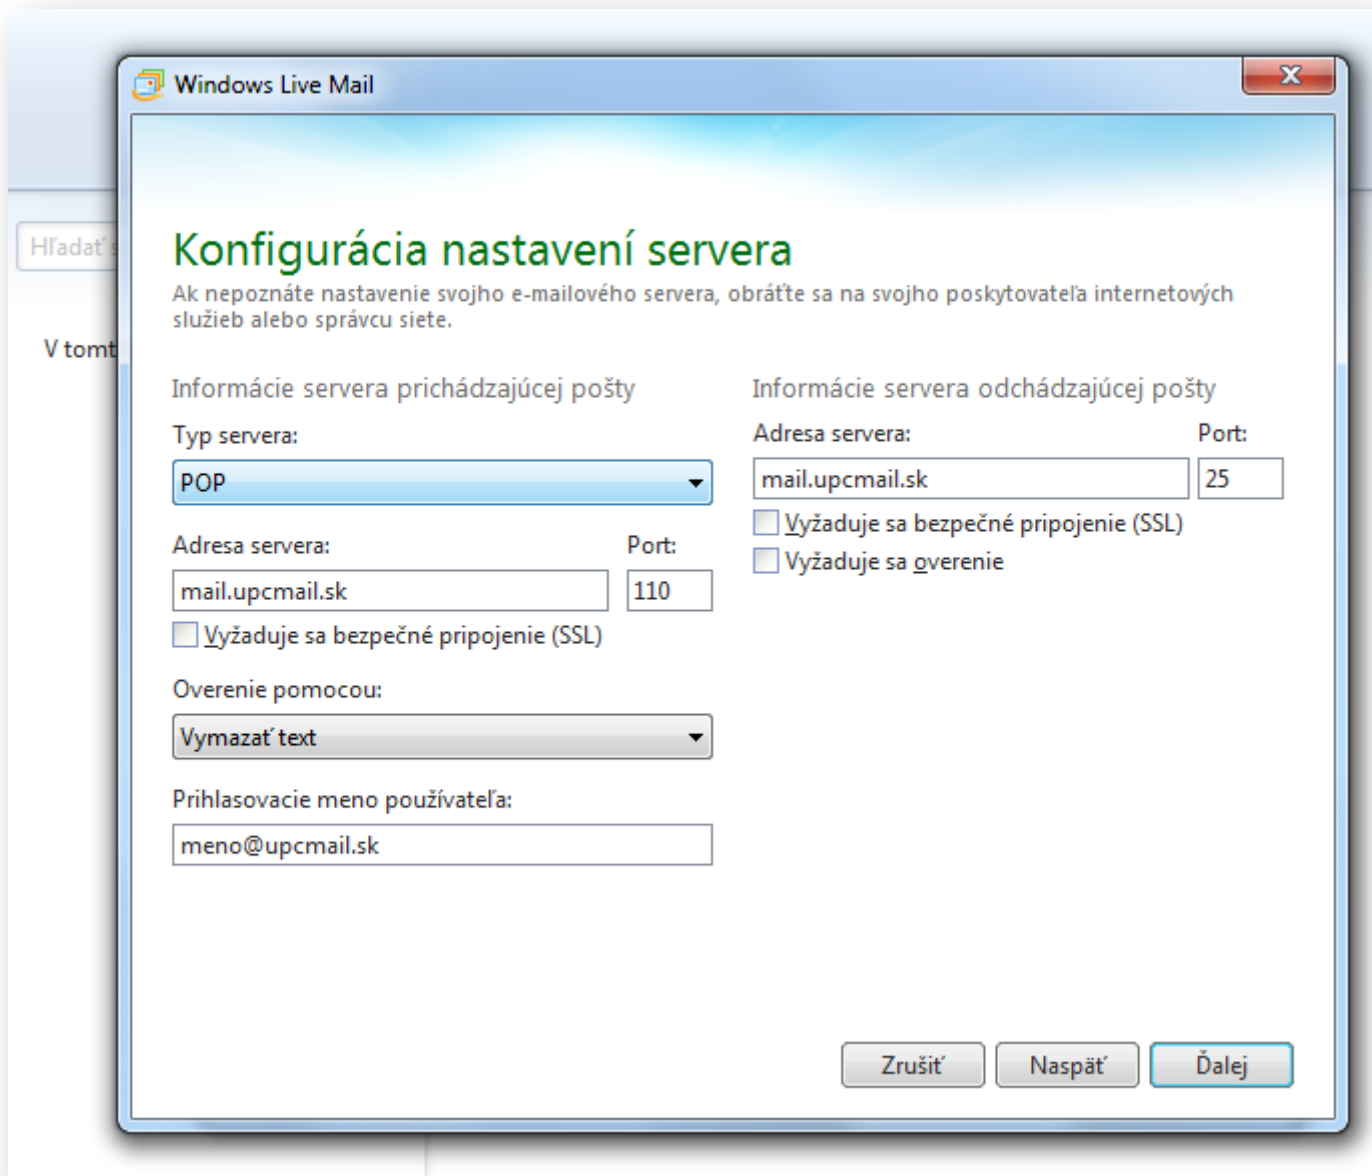 Windows Live Mail
Hľadať
V tomt
Konfigurácia nastavení servera
Ak nepoznáte nastavenie svojho e-mailového servera, obráťte sa na svojho poskytovateľa internetových
služieb alebo správcu siete.
Informácie servera prichádzajúcej pošty
Typ servera:
POP
Adresa servera: Port:
mail.upcmail.sk 110
Vyžaduje sa bezpečné pripojenie (SSL)
Overenie pomocou:
Vymazať text
Prihlasovacie meno používateľa:
meno@upcmail.sk
Informácie servera odchádzajúcej pošty
Adresa servera: Port:
mail.upcmail.sk 25
Vyžaduje sa bezpečné pripojenie (SSL)
Vyžaduje sa overenie
Zrušiť Naspäť Ďalej